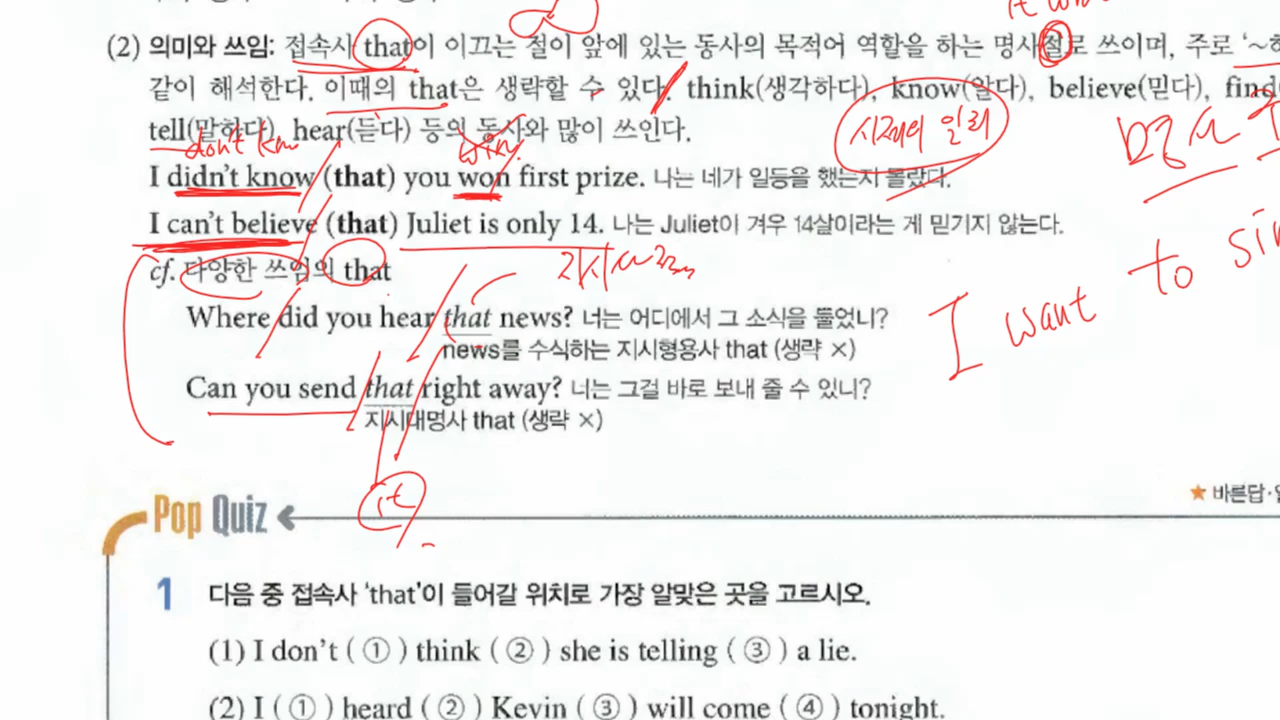 (2) 의미와 쓰임: 접속시 that이 이끄는 절이 앞에 있는 동사의 목적어 역할을 하는 명사절로 쓰이며, 주로 '~하
같이 해석한다. 이때의 that은 생략할 수 있다. think(생각하다), know(알다), believe(믿다), find
시제의 일치
tell(말하다), hear(듣다) 등의 동사와 많이 쓰인다.
don't know
I didn't know (that) you won first prize. 나는 네가 일등을 했는지 몰랐다.
I can't believe (that) Juliet is only 14. 나는 Juliet이 겨우 14살이라는 게 믿기지 않는다.
cf. 다양한 쓰임의 that
Where did you hear that news? 너는 어디에서 그 소식을 들었니?
I want to sin
news를 수식하는 지시형용사 that (생략 ×)
Can you send that right away? 너는 그걸 바로 보내 줄 수 있니?
지시대명사 that (생략 ×)
it
Pop Quiz
★ 바른답·알
1 다음 중 접속사 'that'이 들어갈 위치로 가장 알맞은 곳을 고르시오.
(1) I don't ( ① ) think ( ② ) she is telling ( ③ ) a lie.
(2) I ( ① ) heard ( ② ) Kevin ( ③ ) will come ( ④ ) tonight.